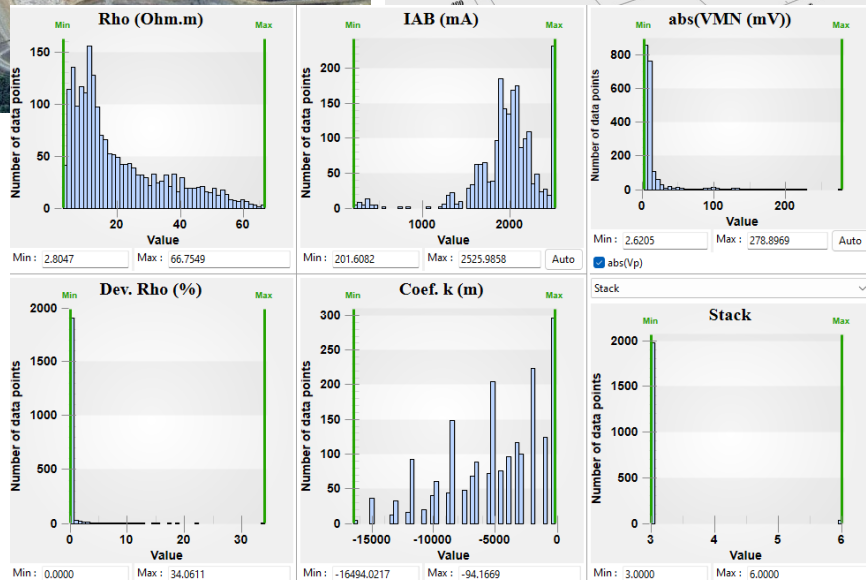 Rho (Ohm.m)
Min
Max
Number of data points
150
100
50
0
20
40
60
Value
Min : 2.8047
Max : 66.7549
IAB (mA)
Min
Max
Number of data points
200
150
100
50
0
1000
2000
Value
Min : 201.6082
Max : 2525.9858
Auto
abs(VMN (mV))
Min
Max
Number of data points
800
600
400
200
0
0
100
200
Value
Min : 2.6205
Max : 278.8969
Auto
abs(Vp)
Dev. Rho (%)
Min
Max
Number of data points
2000
1500
1000
500
0
0
10
20
30
Value
Min : 0.0000
Max : 34.0611
Coef. k (m)
Min
Max
Number of data points
300
250
200
150
100
50
0
-15000
-10000
-5000
0
Value
Min : -16494.0217
Max : -94.1669
Stack
Stack
Min
Max
Number of data points
2000
1500
1000
500
0
3
4
5
6
Value
Min : 3.0000
Max : 6.0000